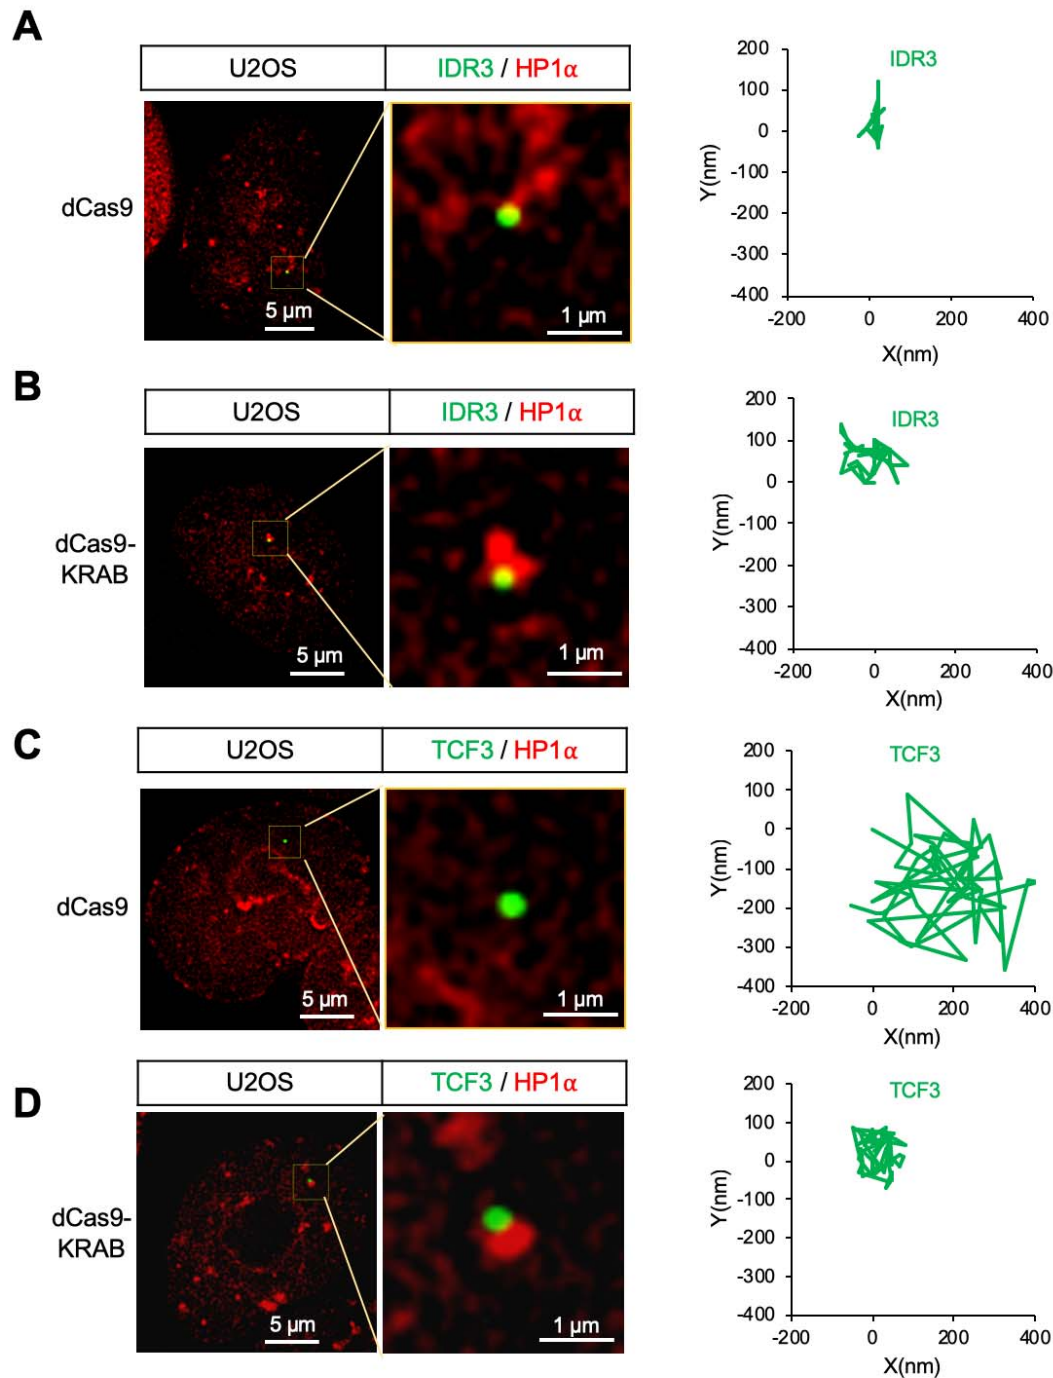 A
U2OS
IDR3 / HP1α
dCas9
5 µm
1 µm
IDR3
Y(nm)
200
100
0
-100
-200
-300
-400
-200
0
200
400
X(nm)
B
U2OS
IDR3 / HP1α
dCas9-
KRAB
5 µm
1 µm
IDR3
Y(nm)
200
100
0
-100
-200
-300
-400
-200
0
200
400
X(nm)
C
U2OS
TCF3 / HP1α
dCas9
5 µm
1 µm
TCF3
Y(nm)
200
100
0
-100
-200
-300
-400
-200
0
200
400
X(nm)
D
U2OS
TCF3 / HP1α
dCas9-
KRAB
5 µm
1 µm
TCF3
Y(nm)
200
100
0
-100
-200
-300
-400
-200
0
200
400
X(nm)